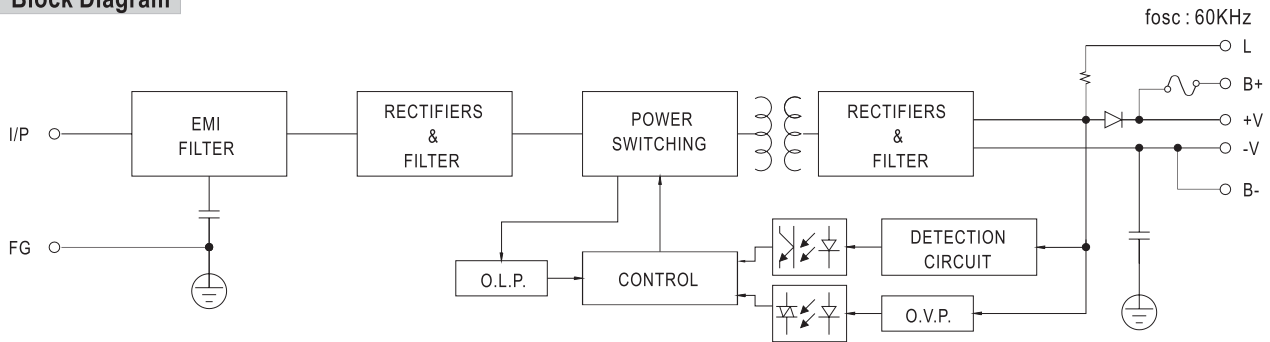 Block Diagram
fosc : 60KHz
L
B+
+V
-V
B-
I/P
FG
EMI
FILTER
RECTIFIERS
&
FILTER
POWER
SWITCHING
RECTIFIERS
&
FILTER
O.L.P.
CONTROL
DETECTION
CIRCUIT
O.V.P.